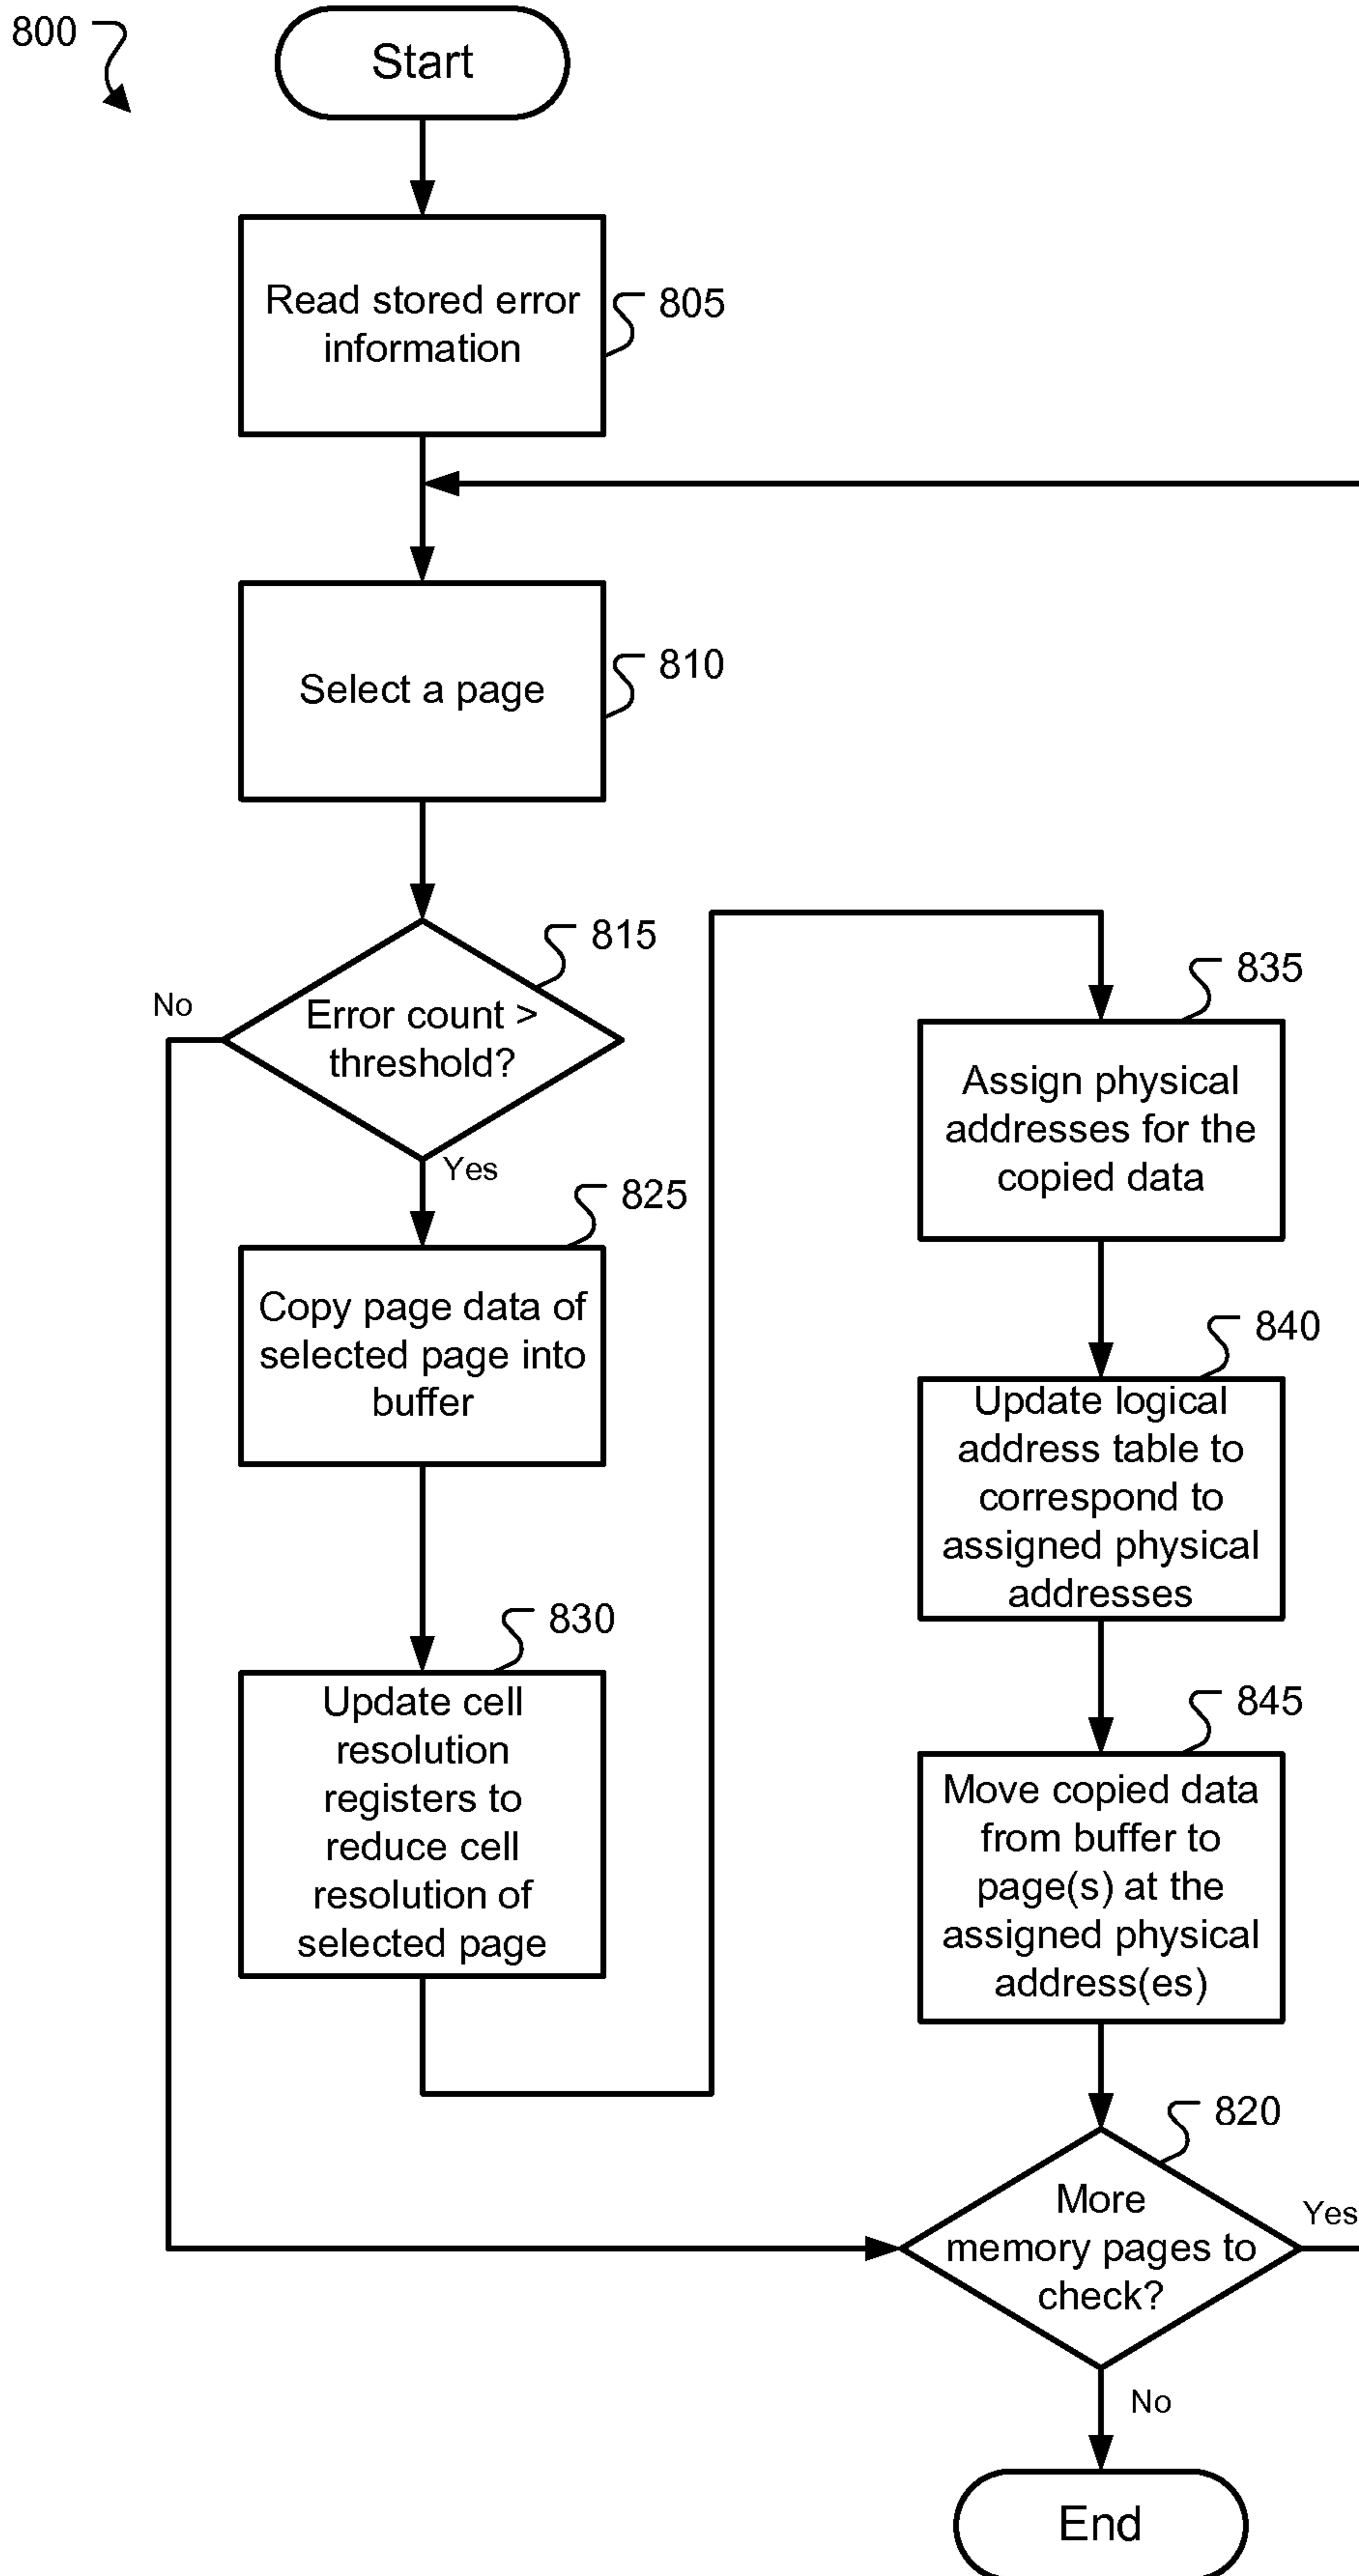 800
Start
Read stored error
information
805
Select a page
810
815
No
Error count >
threshold?
Yes
825
Copy page data of
selected page into
buffer
830
Update cell
resolution
registers to
reduce cell
resolution of
selected page
835
Assign physical
addresses for the
copied data
840
Update logical
address table to
correspond to
assigned physical
addresses
845
Move copied data
from buffer to
page(s) at the
assigned physical
address(es)
820
More
memory pages to
check?
Yes
No
End